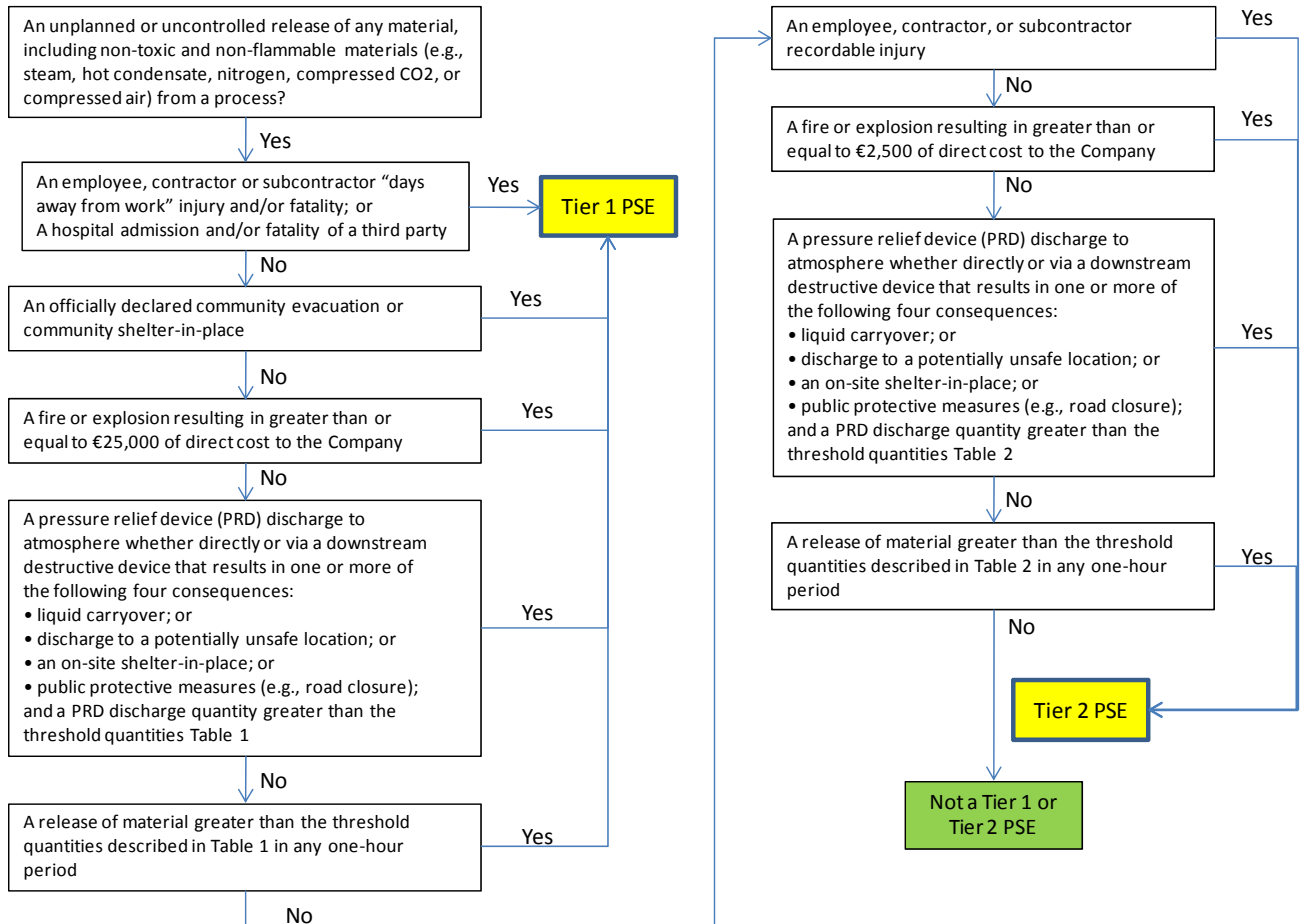 An unplanned or uncontrolled release of any material,
including non-toxic and non-flammable materials (e.g.,
steam, hot condensate, nitrogen, compressed CO2, or
compressed air) from a process?
Yes
An employee, contractor or subcontractor “days
away from work” injury and/or fatality; or
A hospital admission and/or fatality of a third party
Yes
Tier 1 PSE
No
An officially declared community evacuation or
community shelter-in-place
Yes
No
A fire or explosion resulting in greater than or
equal to €25,000 of direct cost to the Company
Yes
No
A pressure relief device (PRD) discharge to
atmosphere whether directly or via a downstream
destructive device that results in one or more of
the following four consequences:
• liquid carryover; or
• discharge to a potentially unsafe location; or
• an on-site shelter-in-place; or
• public protective measures (e.g., road closure);
and a PRD discharge quantity greater than the
threshold quantities Table 1
Yes
No
A release of material greater than the threshold
quantities described in Table 1 in any one-hour
period
Yes
No
An employee, contractor, or subcontractor
recordable injury
Yes
No
A fire or explosion resulting in greater than or
equal to €2,500 of direct cost to the Company
Yes
No
A pressure relief device (PRD) discharge to
atmosphere whether directly or via a downstream
destructive device that results in one or more of
the following four consequences:
• liquid carryover; or
• discharge to a potentially unsafe location; or
• an on-site shelter-in-place; or
• public protective measures (e.g., road closure);
and a PRD discharge quantity greater than the
threshold quantities Table 2
Yes
No
A release of material greater than the threshold
quantities described in Table 2 in any one-hour
period
Yes
No
Tier 2 PSE
Not a Tier 1 or
Tier 2 PSE